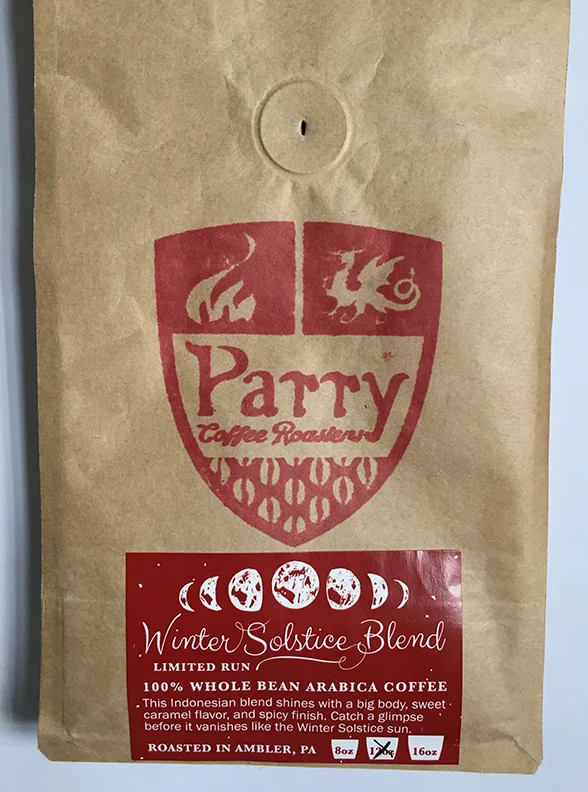 Parry
Coffee Roasters
Winter Solstice Blend
LIMITED RUN
100% WHOLE BEAN ARABICA COFFEE
This Indonesian blend shines with a big body, sweet
caramel flavor, and spicy finish. Catch a glimpse
before it vanishes like the Winter Solstice sun.
ROASTED IN AMBLER, PA 8oz 12oz 16oz